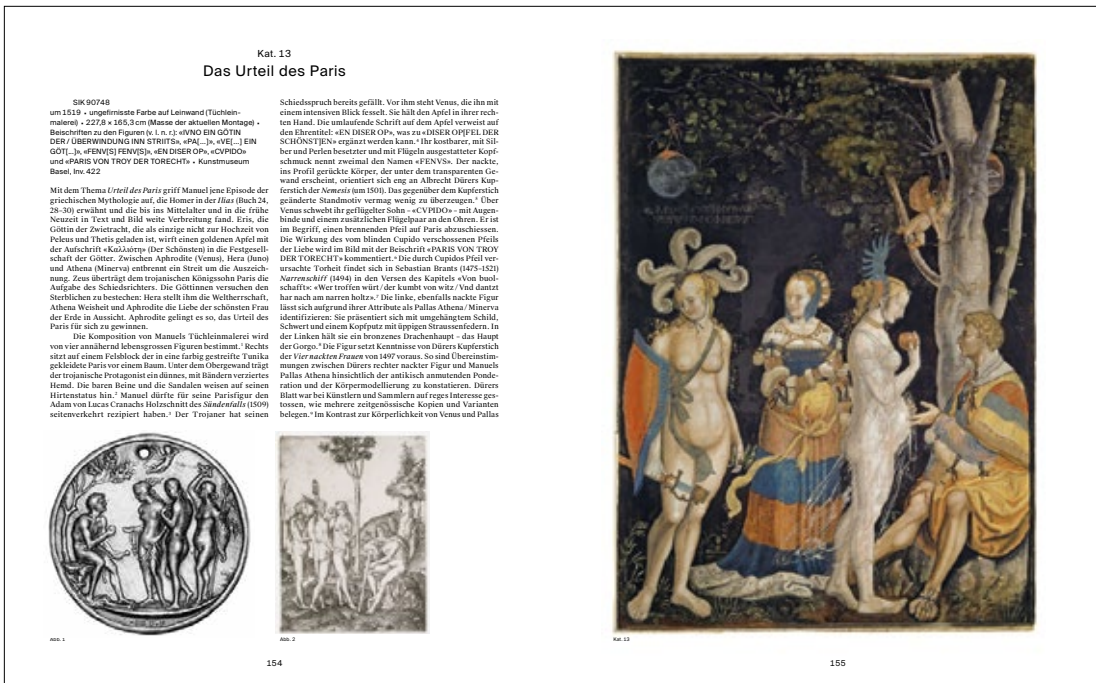 Kat. 13
Das Urteil des Paris
SIK 90748
um 1519 • ungefirnisste Farbe auf Leinwand (Tüchlein-
malerei) • 227,8 × 165,3 cm (Masse der aktuellen Montage) •
Beischriften zu den Figuren (v. l. n. r.): «IVNO EIN GÖTIN
DER / ÜBERWINDUNG INN STRIITS», «PA[...]», «VE[...] EIN
GÖT[...]», «FENV[S] FENV[S]», «EN DISER OP», «CVPIDO»
und «PARIS VON TROY DER TORECHT» • Kunstmuseum
Basel, Inv. 422
Mit dem Thema Urteil des Paris griff Manuel jene Episode der
griechischen Mythologie auf, die Homer in der Ilias (Buch 24,
28–30) erwähnt und die bis ins Mittelalter und in die frühe
Neuzeit in Text und Bild weite Verbreitung fand. Eris, die
Göttin der Zwietracht, die als einzige nicht zur Hochzeit von
Peleus und Thetis geladen ist, wirft einen goldenen Apfel mit
der Aufschrift «Καλλιότη» (Der Schönsten) in die Festgesell-
schaft der Götter. Zwischen Aphrodite (Venus), Hera (Juno)
und Athena (Minerva) entbrennt ein Streit um die Auszeich-
nung. Zeus überträgt dem trojanischen Königssohn Paris die
Aufgabe des Schiedsrichters. Die Göttinnen versuchen den
Sterblichen zu bestechen: Hera stellt ihm die Weltherrschaft,
Athena Weisheit und Aphrodite die Liebe der schönsten Frau
der Erde in Aussicht. Aphrodite gelingt es so, das Urteil des
Paris für sich zu gewinnen.
Die Komposition von Manuels Tüchleinmalerei wird
von vier annähernd lebensgrossen Figuren bestimmt.¹ Rechts
sitzt auf einem Felsblock der in eine farbig gestreifte Tunika
gekleidete Paris vor einem Baum. Unter dem Obergewand trägt
der trojanische Protagonist ein dünnes, mit Bändern verziertes
Hemd. Die baren Beine und die Sandalen weisen auf seinen
Hirtenstatus hin.² Manuel dürfte für seine Parisfigur den
Adam von Lucas Cranachs Holzschnitt des Sündenfalls (1509)
seitenverkehrt rezipiert haben.³ Der Trojaner hat seinen
Schiedsspruch bereits gefällt. Vor ihm steht Venus, die ihn mit
einem intensiven Blick fesselt. Sie hält den Apfel in ihrer rech-
ten Hand. Die umlaufende Schrift auf dem Apfel verweist auf
den Ehrentitel: «EN DISER OP», was zu «DISER OP[FEL DER
SCHÖNST]EN» ergänzt werden kann.⁴ Ihr kostbarer, mit Sil-
ber und Perlen besetzter und mit Flügeln ausgestatteter Kopf-
schmuck nennt zweimal den Namen «FENVS». Der nackte,
ins Profil gerückte Körper, der unter dem transparenten Ge-
wand erscheint, orientiert sich eng an Albrecht Dürers Kup-
ferstich der Nemesis (um 1501). Das gegenüber dem Kupferstich
geänderte Standmotiv vermag wenig zu überzeugen.⁵ Über
Venus schwebt ihr geflügelter Sohn – «CVPIDO» – mit Augen-
binde und einem zusätzlichen Flügelpaar an den Ohren. Er ist
im Begriff, einen brennenden Pfeil auf Paris abzuschiessen.
Die Wirkung des vom blinden Cupido verschossenen Pfeils
der Liebe wird im Bild mit der Beischrift «PARIS VON TROY
DER TORECHT» kommentiert.⁶ Die durch Cupidos Pfeil ver-
ursachte Torheit findet sich in Sebastian Brants (1475–1521)
Narrenschiff (1494) in den Versen des Kapitels «Von buol-
schafft»: «Wer troffen würt / der kumbt von witz / Vnd dantzt
har nach am narren holtz».⁷ Die linke, ebenfalls nackte Figur
lässt sich aufgrund ihrer Attribute als Pallas Athena / Minerva
identifizieren: Sie präsentiert sich mit umgehängtem Schild,
Schwert und einem Kopfputz mit üppigen Straussenfedern. In
der Linken hält sie ein bronzenes Drachenhaupt – das Haupt
der Gorgo.⁸ Die Figur setzt Kenntnisse von Dürers Kupferstich
der Vier nackten Frauen von 1497 voraus. So sind Übereinstim-
mungen zwischen Dürers rechter nackter Figur und Manuels
Pallas Athena hinsichtlich der antikisch anmutenden Ponde-
ration und der Körpermodellierung zu konstatieren. Dürers
Blatt war bei Künstlern und Sammlern auf reges Interesse ges-
tossen, wie mehrere zeitgenössische Kopien und Varianten
belegen.⁹ Im Kontrast zur Körperlichkeit von Venus und Pallas
Abb. 1
Abb. 2
154
Kat. 13
155